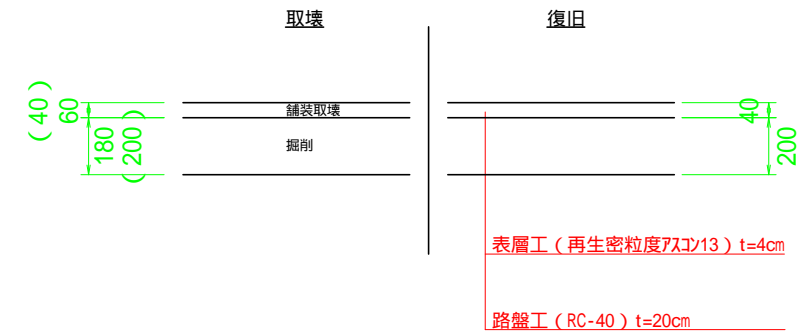 取壊
復旧
(40)
60
舗装取壊
180
(200)
掘削
40
200
表層工(再生密粒度ｱｽｺﾝ13)t=4cm
路盤工(RC-40)t=20cm